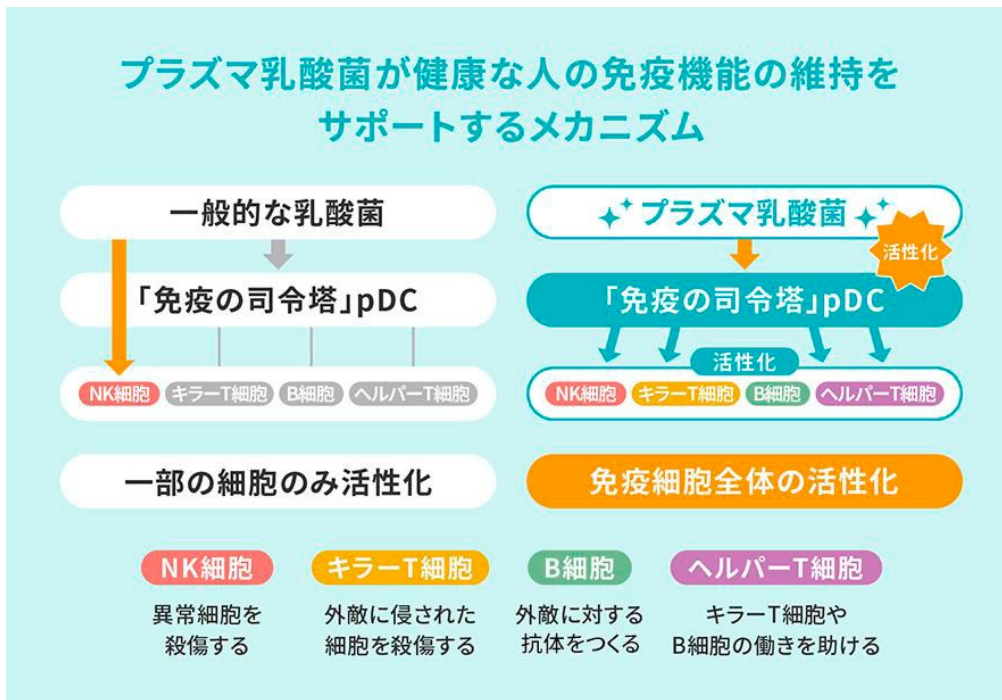 プラズマ乳酸菌が健康な人の免疫機能の維持を
サポートするメカニズム
一般的な乳酸菌
「免疫の司令塔」pDC
NK細胞 キラーT細胞 B細胞 ヘルパーT細胞
一部の細胞のみ活性化
プラズマ乳酸菌
活性化
「免疫の司令塔」pDC
活性化
NK細胞 キラーT細胞 B細胞 ヘルパーT細胞
免疫細胞全体の活性化
NK細胞
異常細胞を
殺傷する
キラーT細胞
外敵に侵された
細胞を殺傷する
B細胞
外敵に対する
抗体をつくる
ヘルパーT細胞
キラーT細胞や
B細胞の働きを助ける